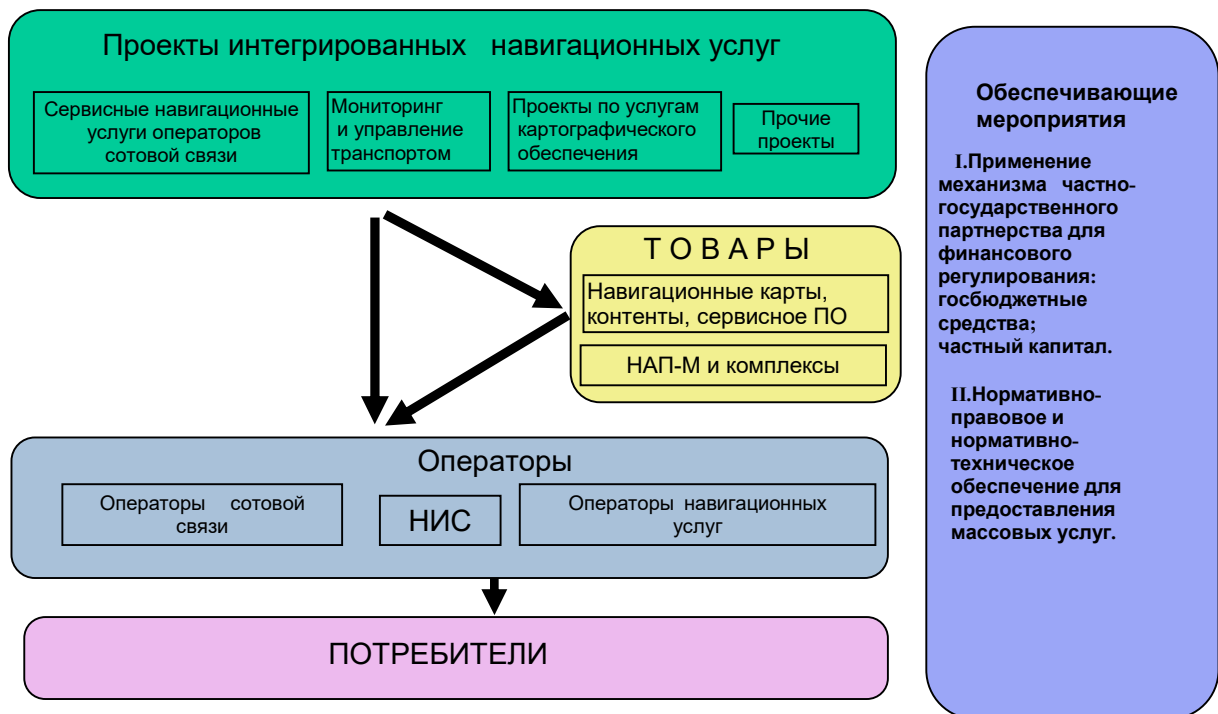 Проекты интегрированных навигационных услуг
Сервисные навигационные
услуги операторов
сотовой связи
Мониторинг
и управление
транспортом
Проекты по услугам
картографического
обеспечения
Прочие
проекты
Т О В А Р Ы
Навигационные карты,
контенты, сервисное ПО
НАП-М и комплексы
Операторы
Операторы сотовой
связи
НИС
Операторы навигационных
услуг
ПОТРЕБИТЕЛИ
Обеспечивающие
мероприятия
I.Применение
механизма частно-
государственного
партнерства для
финансового
регулирования:
госбюджетные
средства;
частный капитал.
II.Нормативно-
правовое и
нормативно-
техническое
обеспечение для
предоставления
массовых услуг.